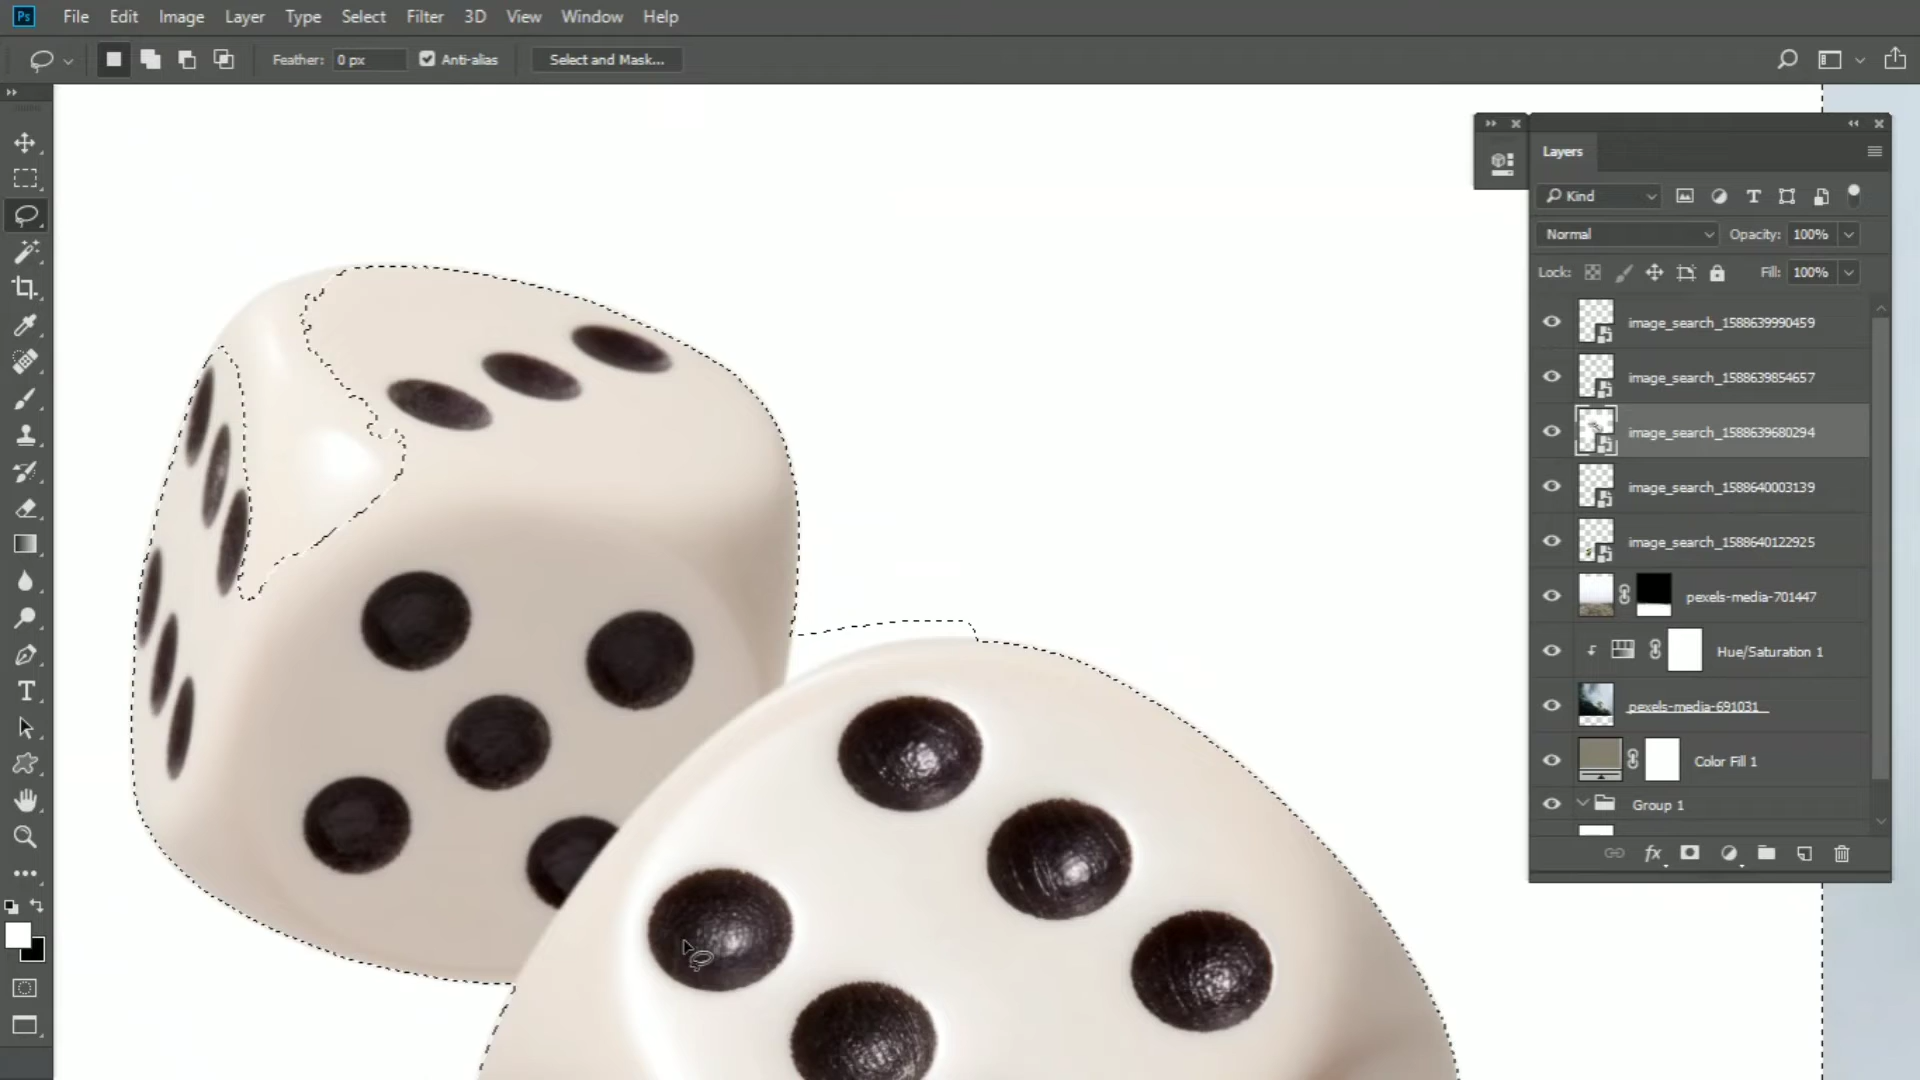 Ps File Edit Image Layer Type Select Filter 3D View Window Help
Feather: 0 px Anti-alias Select and Mask...
Layers
Kind
Normal Opacity: 100%
Lock: Fill: 100%
image_search_1588639990459
image_search_1588639854657
image_search_1588639680294
image_search_1588640003139
image_search_1588640122925
pexels-media-701447
Hue/Saturation 1
pexels-media-691031
Color Fill 1
Group 1
fx